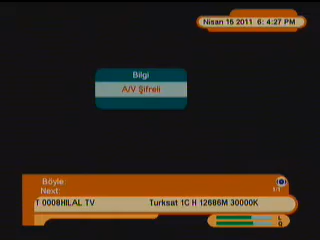 Nisan 16 2011 6: 4:27 PM
Bilgi
A/V Şifreli
Böyle
Next:
1/1
T 0008HILAL TV Turksat 1C H 12686M 30000K
L
Q